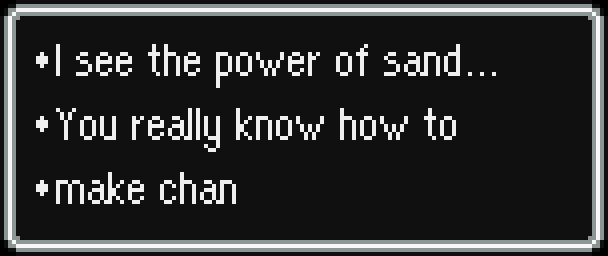 •I see the power of sand...
•You really know how to
•make chan